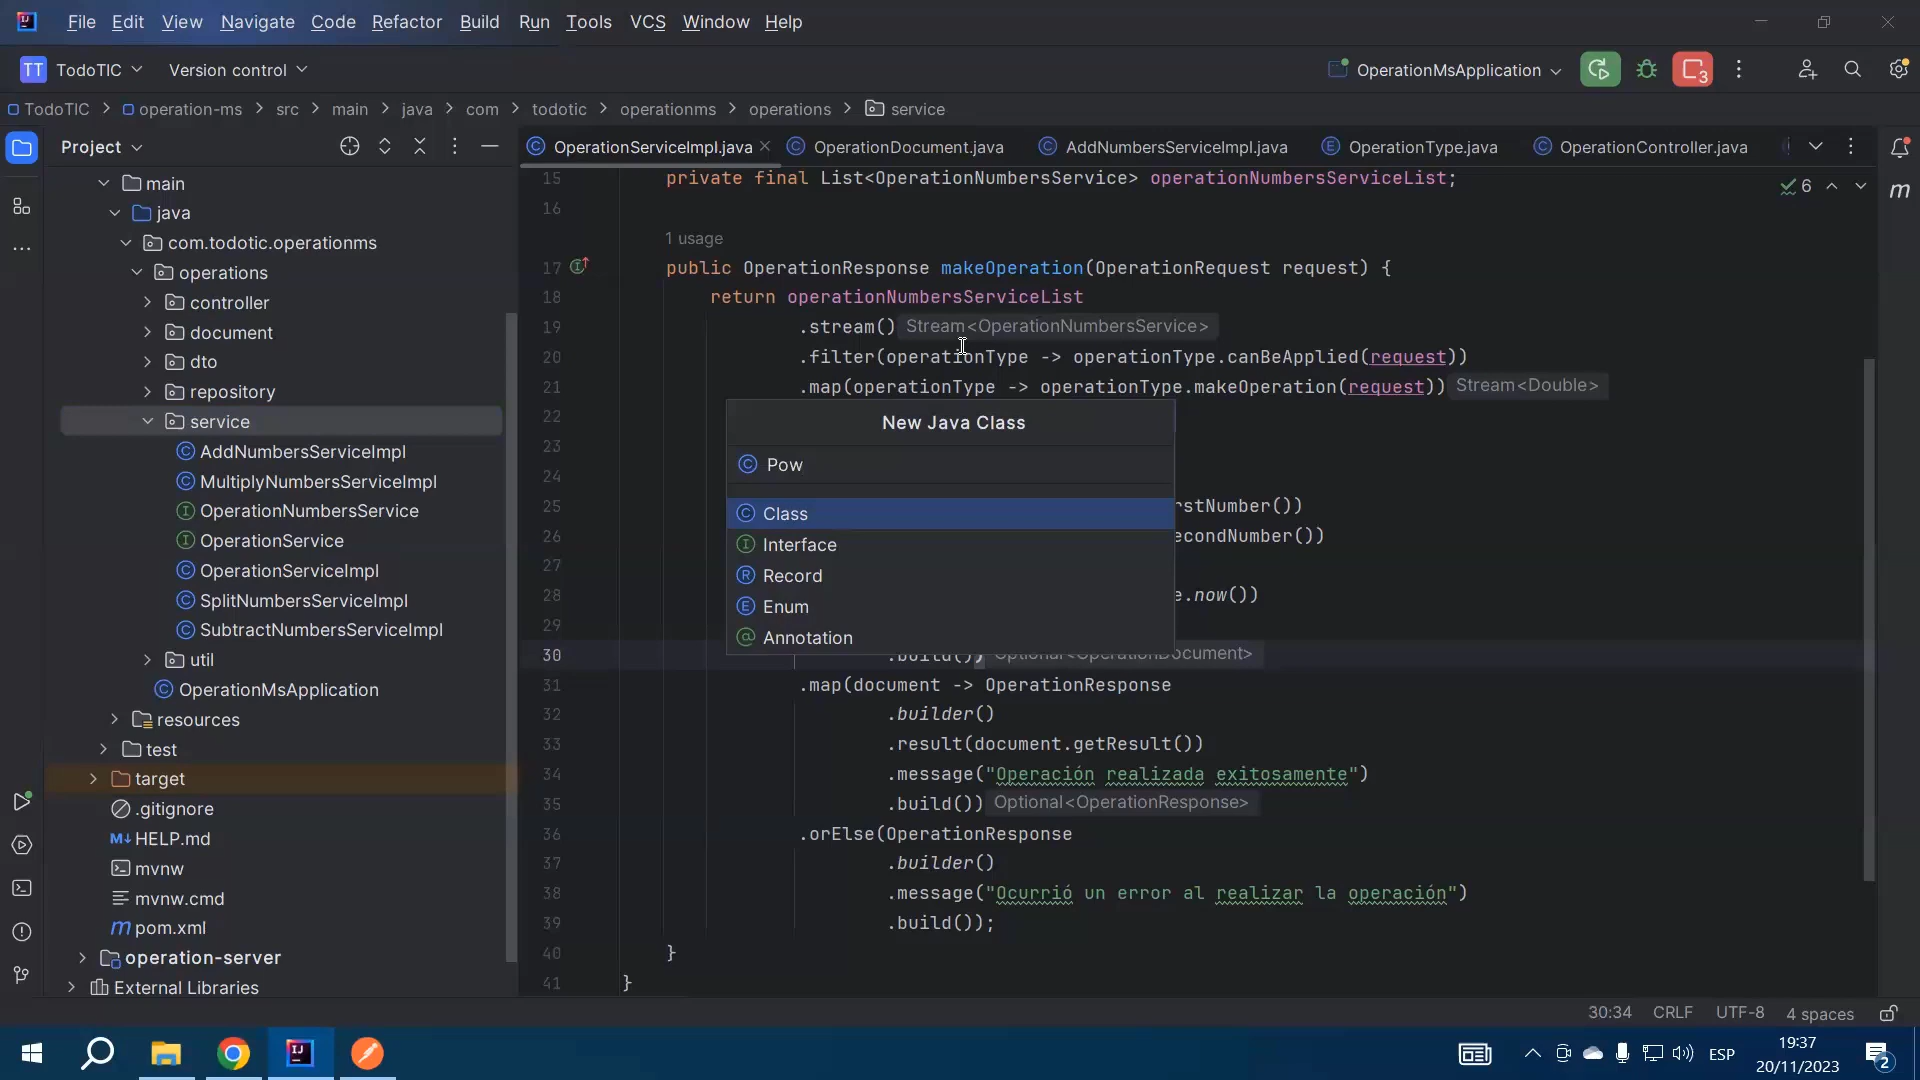 File Edit View Navigate Code Refactor Build Run Tools VCS Window Help
TT TodoTIC Version control OperationMsApplication 3
TodoTIC operation-ms src main java com todotic operationms operations service
Project
OperationServiceImpl.java OperationDocument.java AddNumbersServiceImpl.java OperationType.java OperationController.java
main
java
com.todotic.operationms
operations
controller
document
dto
repository
service
AddNumbersServiceImpl
MultiplyNumbersServiceImpl
OperationNumbersService
OperationService
OperationServiceImpl
SplitNumbersServiceImpl
SubtractNumbersServiceImpl
util
OperationMsApplication
resources
test
target
.gitignore
HELP.md
mvnw
mvnw.cmd
pom.xml
operation-server
External Libraries
6
15 private final List<OperationNumbersService> operationNumbersServiceList;
16
1 usage
17 public OperationResponse makeOperation(OperationRequest request) {
18 return operationNumbersServiceList
19 .stream() Stream<OperationNumbersService>
20 .filter(operationType -> operationType.canBeApplied(request))
21 .map(operationType -> operationType.makeOperation(request)) Stream<Double>
22
23
24
25 rstNumber())
26 econdNumber())
27
28 e.now())
29
30 .build()) Optional<OperationDocument>
31 .map(document -> OperationResponse
32 .builder()
33 .result(document.getResult())
34 .message("Operación realizada exitosamente")
35 .build()) Optional<OperationResponse>
36 .orElse(OperationResponse
37 .builder()
38 .message("Ocurrió un error al realizar la operación")
39 .build());
40 }
41 }
New Java Class
Pow
Class
Interface
Record
Enum
Annotation
30:34 CRLF UTF-8 4 spaces
ESP
19:37
20/11/2023
2